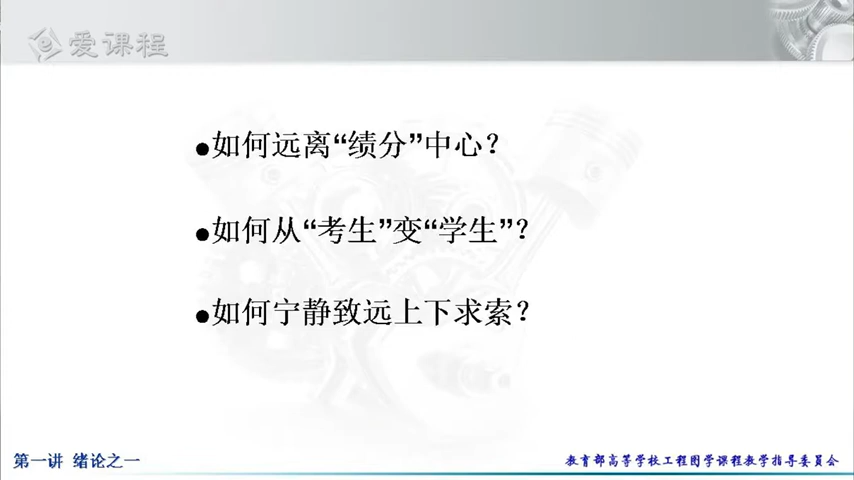 爱课程
●如何远离“绩分”中心？
●如何从“考生”变“学生”？
●如何宁静致远上下求索？
第一讲 绪论之一
教育部高等学校工程图学课程教学指导委员会